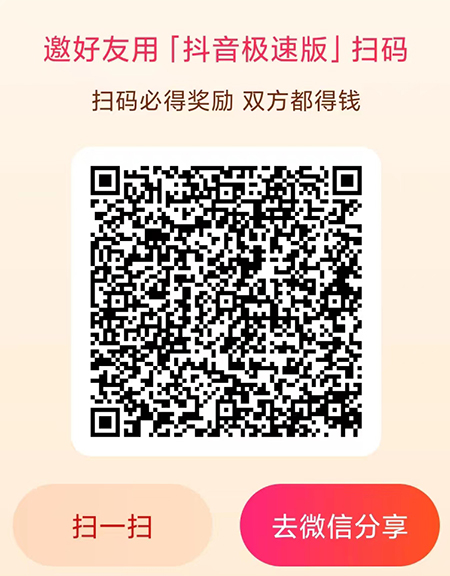 邀好友用「抖音极速版」扫码
扫码必得奖励 双方都得钱
扫一扫
去微信分享